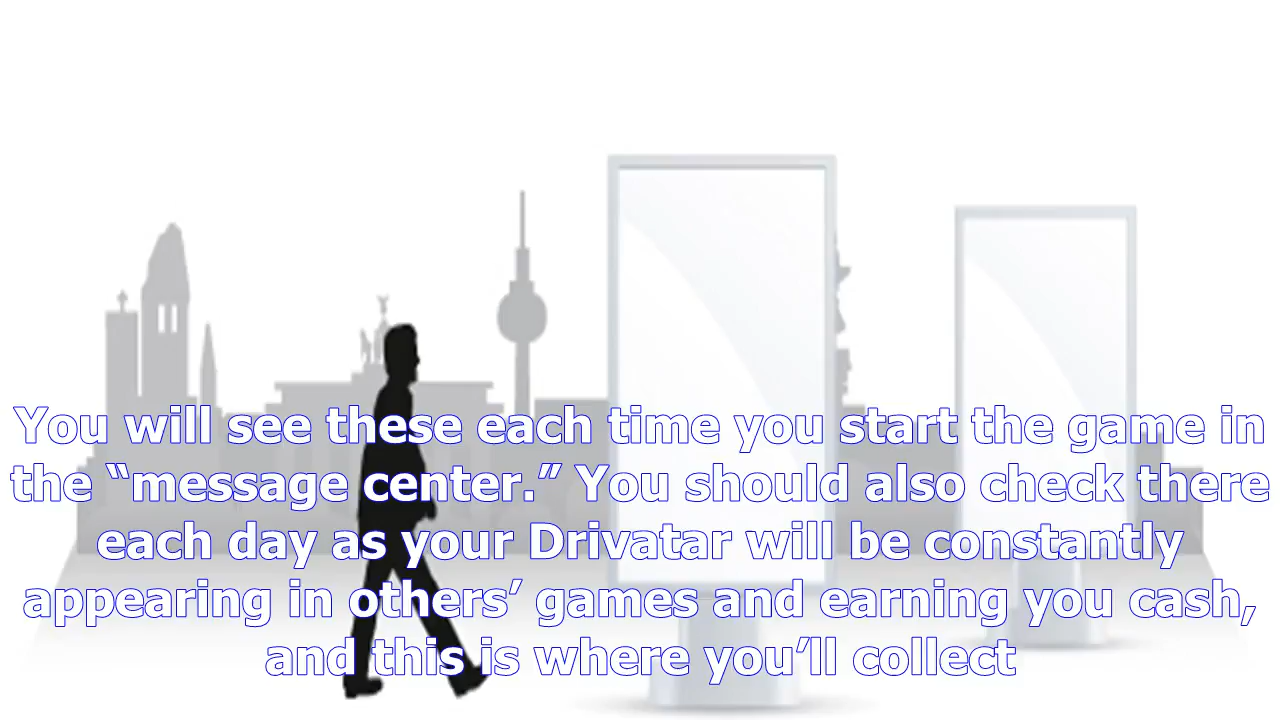 You will see these each time you start the game in
the “message center.” You should also check there
each day as your Drivatar will be constantly
appearing in others’ games and earning you cash,
and this is where you’ll collect